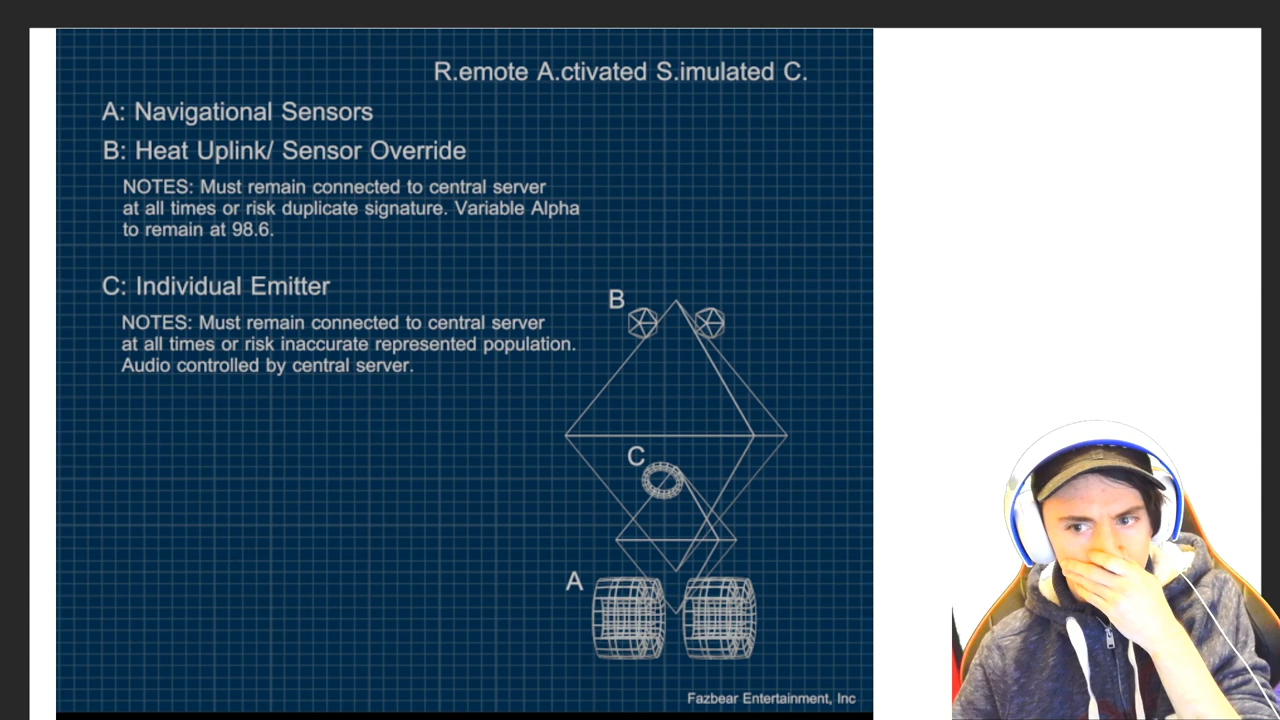 R.emote A.ctivated S.imulated C.
A: Navigational Sensors
B: Heat Uplink/ Sensor Override
NOTES: Must remain connected to central server
at all times or risk duplicate signature. Variable Alpha
to remain at 98.6.
C: Individual Emitter
NOTES: Must remain connected to central server
at all times or risk inaccurate represented population.
Audio controlled by central server.
B
C
A
Fazbear Entertainment, Inc